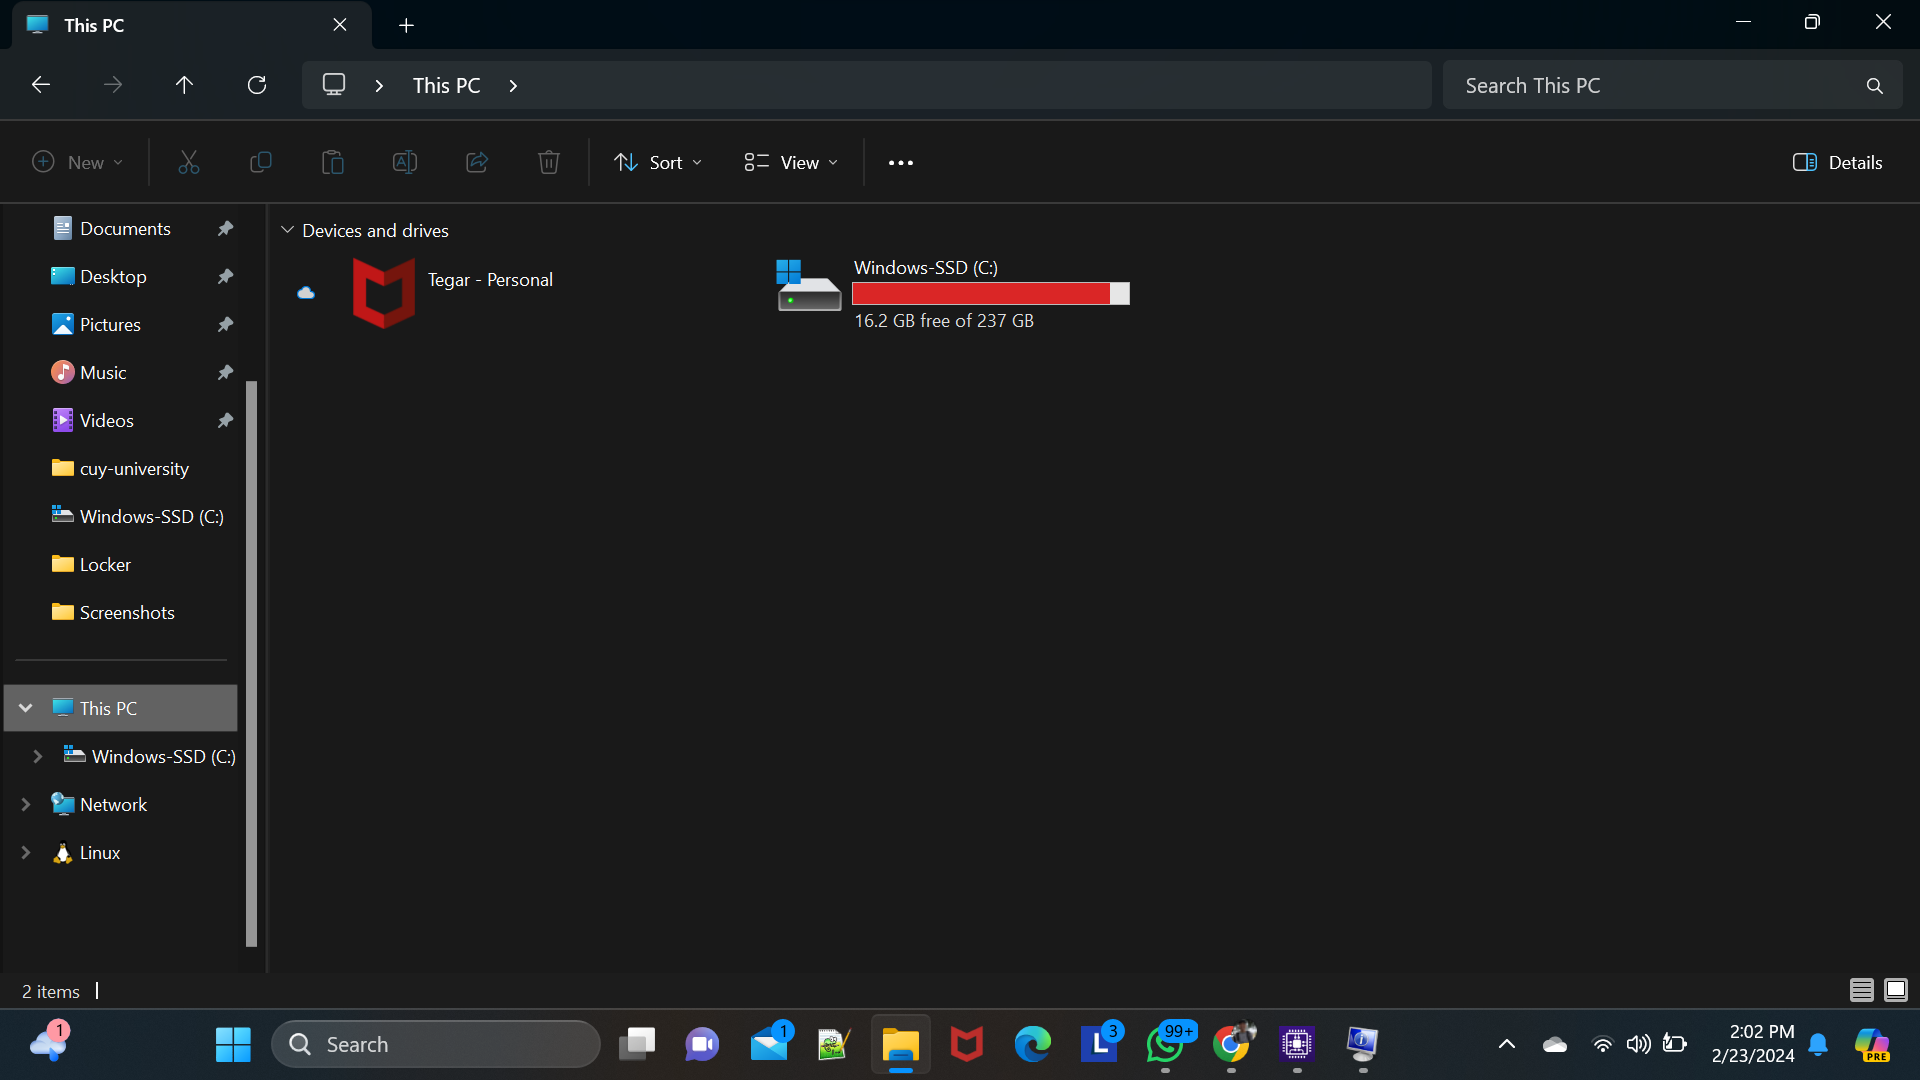 This PC
This PC
Search This PC
New
Sort
View
Details
Documents
Desktop
Pictures
Music
Videos
cuy-university
Windows-SSD (C:)
Locker
Screenshots
This PC
Windows-SSD (C:)
Network
Linux
Devices and drives
Tegar - Personal
Windows-SSD (C:)
16.2 GB free of 237 GB
2 items
1
Search
1
L
3
99+
2:02 PM
2/23/2024
PRE